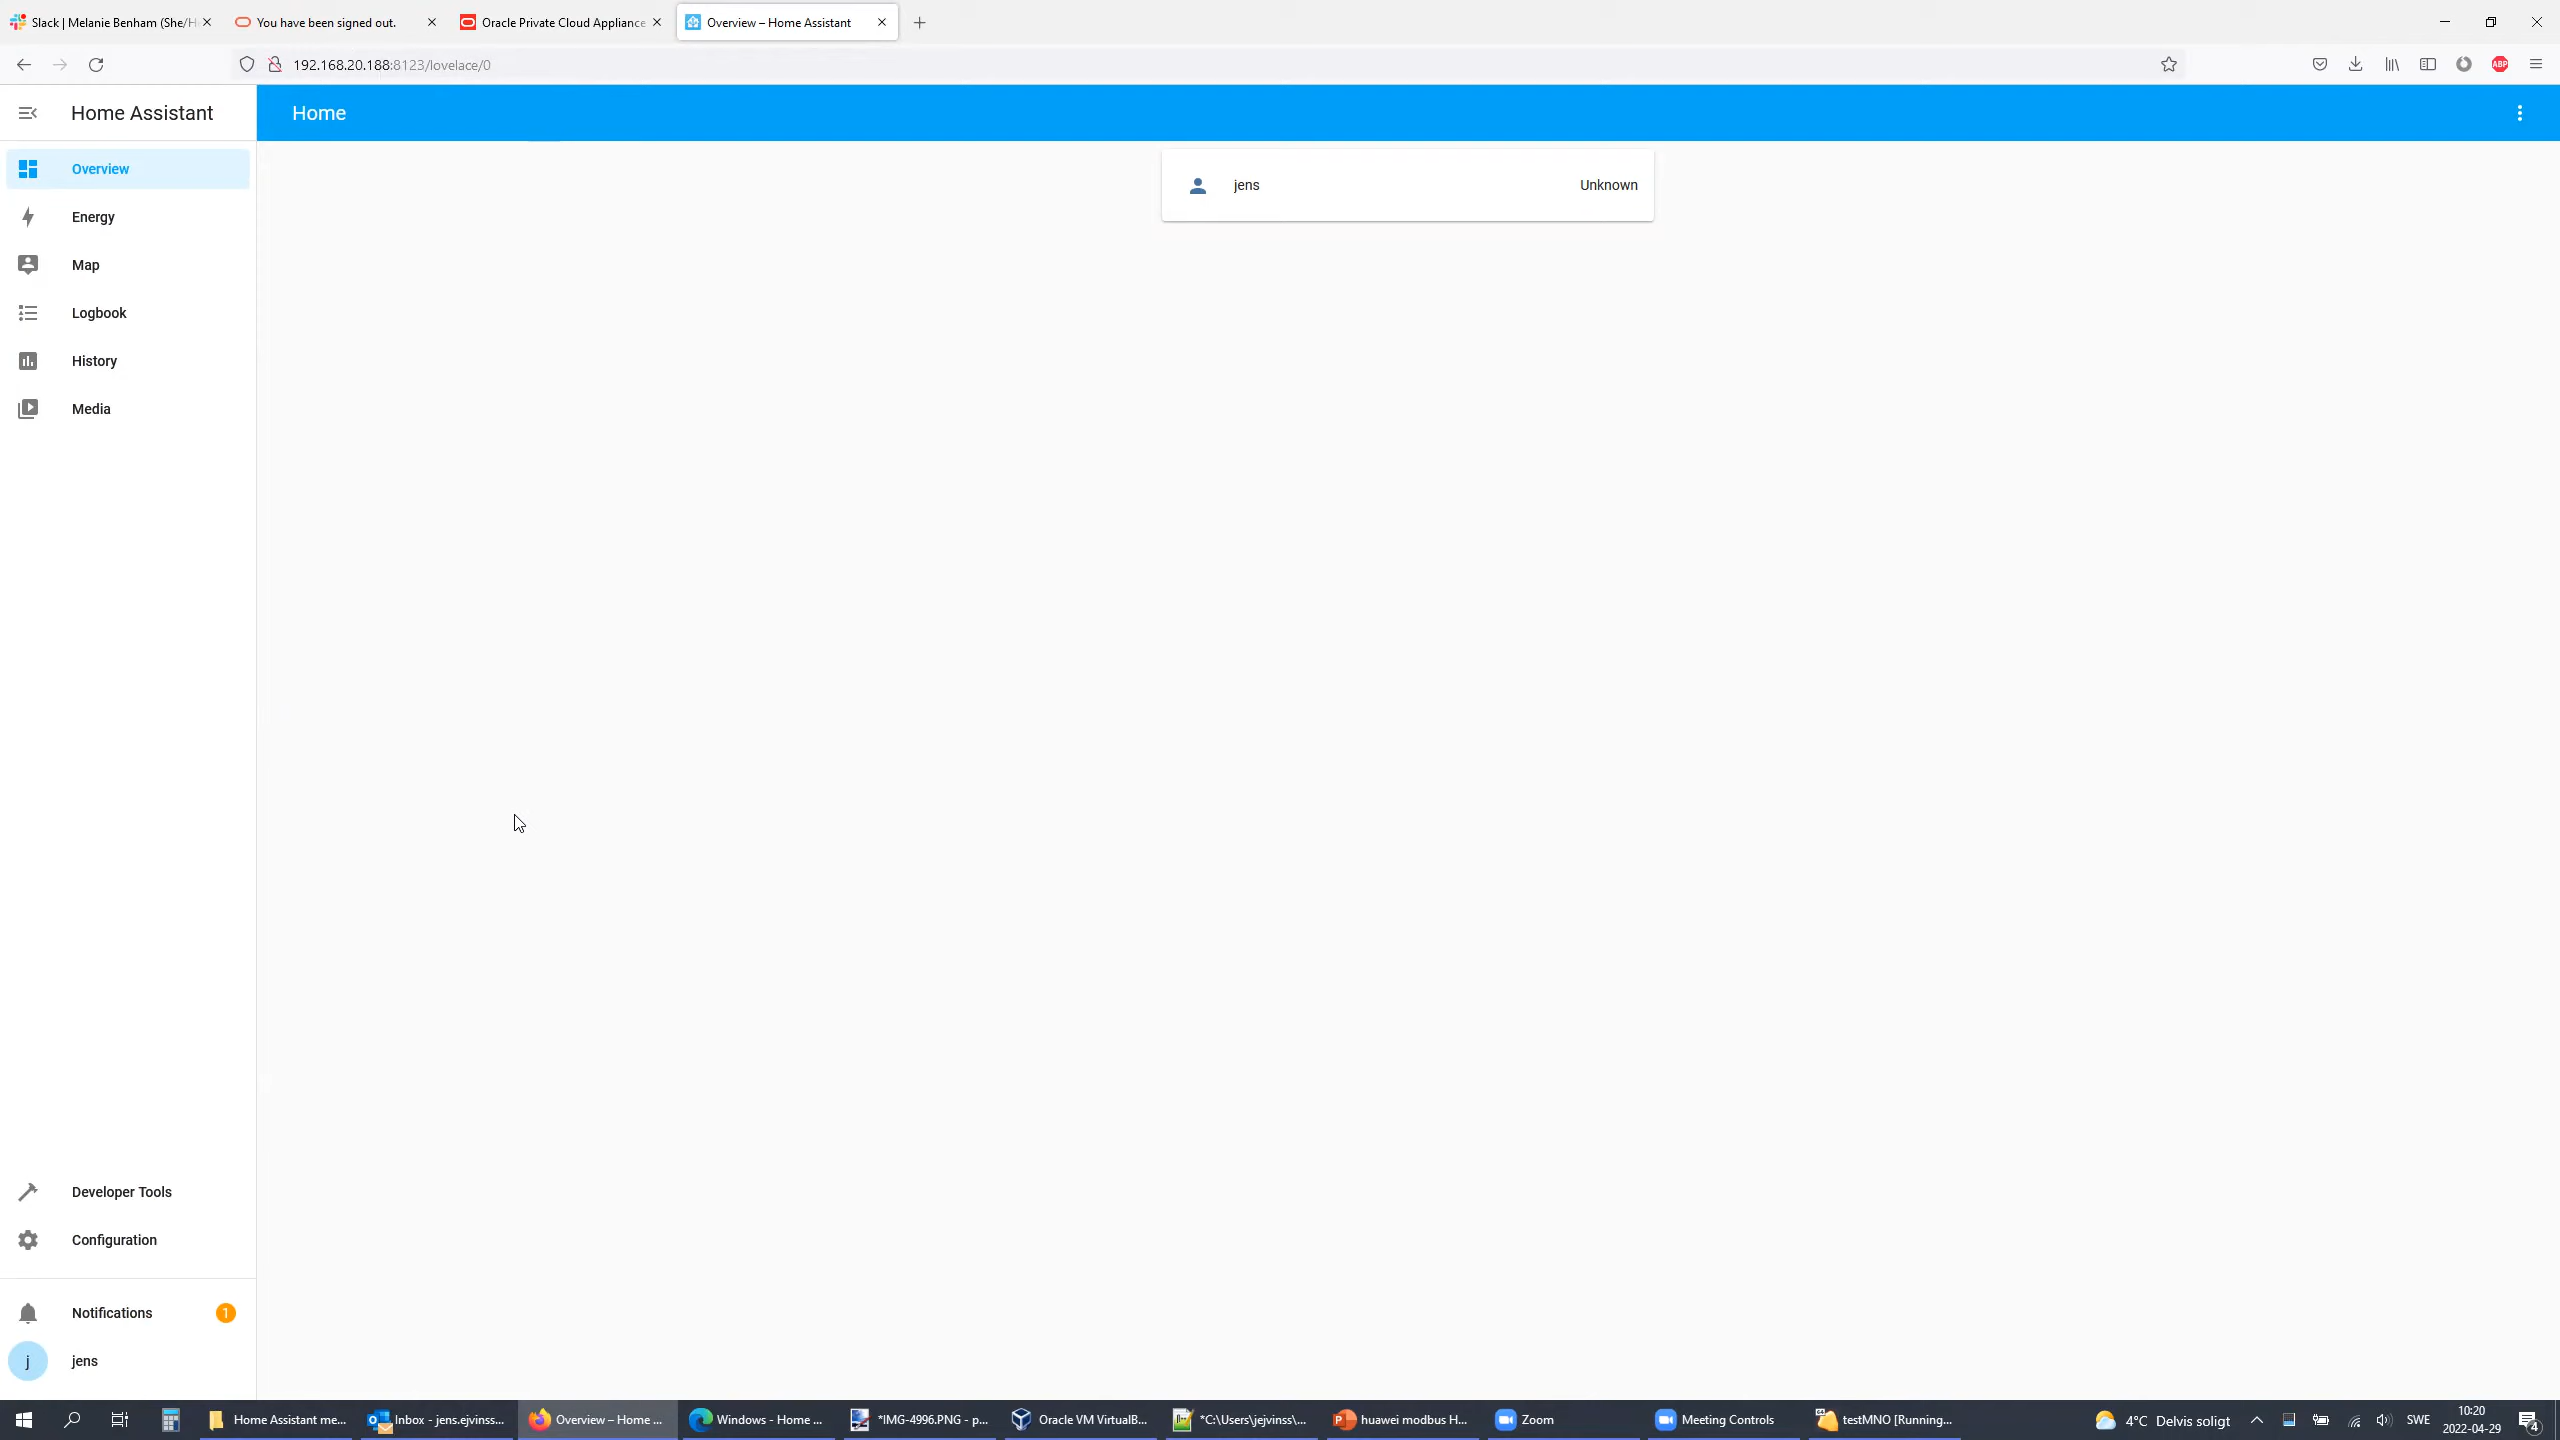 Slack | Melanie Benham (She/H
You have been signed out.
Oracle Private Cloud Appliance
Overview – Home Assistant
192.168.20.188:8123/lovelace/0
ABP
Home Assistant
Home
Overview
jens
Unknown
Energy
Map
Logbook
History
Media
Developer Tools
Configuration
Notifications
1
j
jens
Home Assistant me...
Inbox - jens.ejvinss...
Overview – Home ...
Windows - Home ...
*IMG-4996.PNG - p...
Oracle VM VirtualB...
*C:\Users\jejvinss\...
huawei modbus H...
Zoom
Meeting Controls
testMNO [Running...
4°C Delvis soligt
SWE
10:20
2022-04-29
4